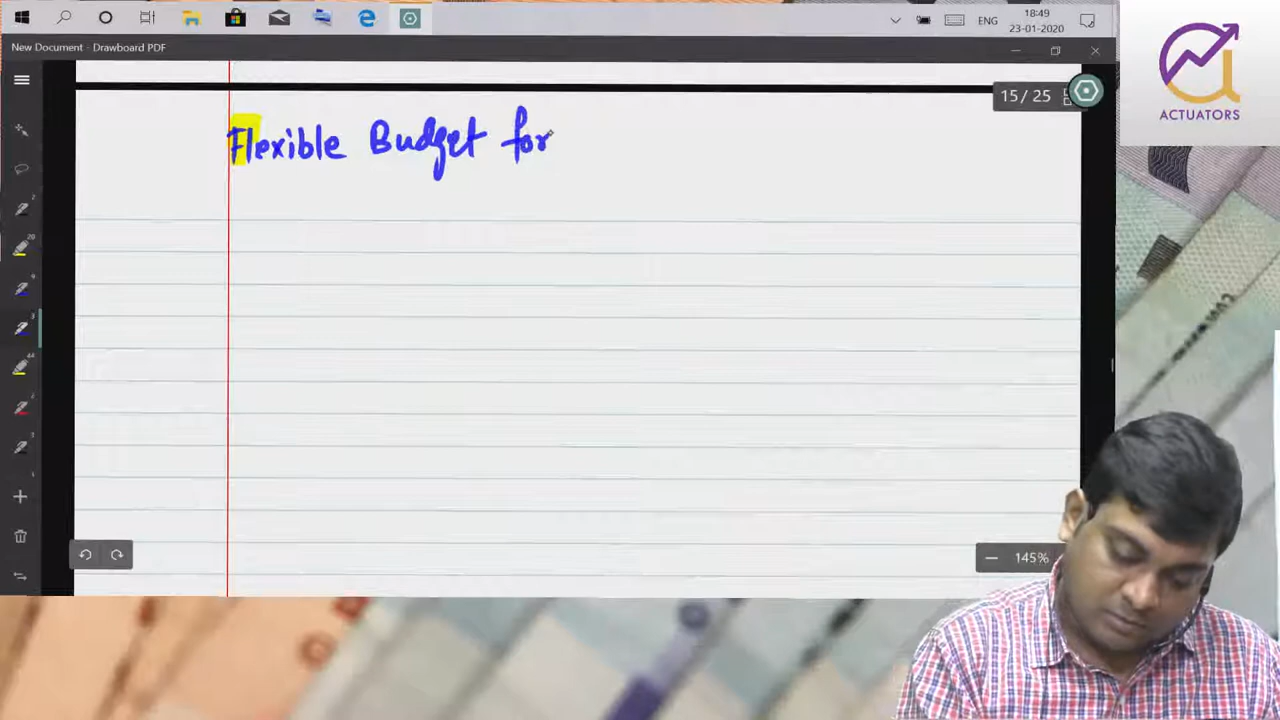 ENG
18:49
23-01-2020
New Document - Drawboard PDF
ACTUATORS
15 / 25
Flexible Budget for
145%